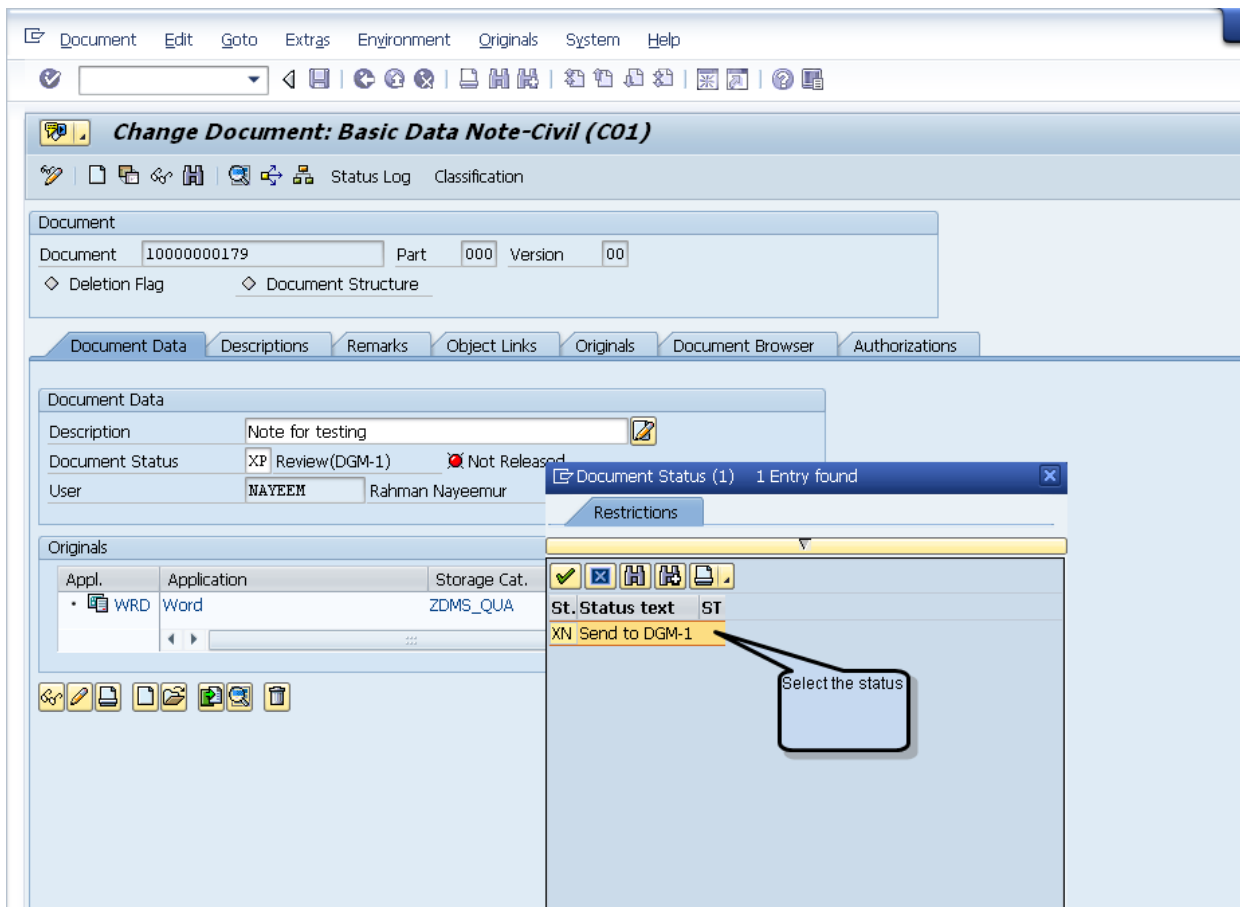 Document Edit Goto Extras Environment Originals System Help
Change Document: Basic Data Note-Civil (C01)
Status Log Classification
Document
Document 10000000179 Part 000 Version 00
Deletion Flag Document Structure
Document Data Descriptions Remarks Object Links Originals Document Browser Authorizations
Document Data
Description Note for testing
Document Status XP Review(DGM-1) Not Released
User NAYEEM Rahman Nayeemur
Originals
Appl. Application Storage Cat.
WRD Word ZDMS_QUA
Document Status (1) 1 Entry found
Restrictions
St. Status text ST
XN Send to DGM-1
Select the status